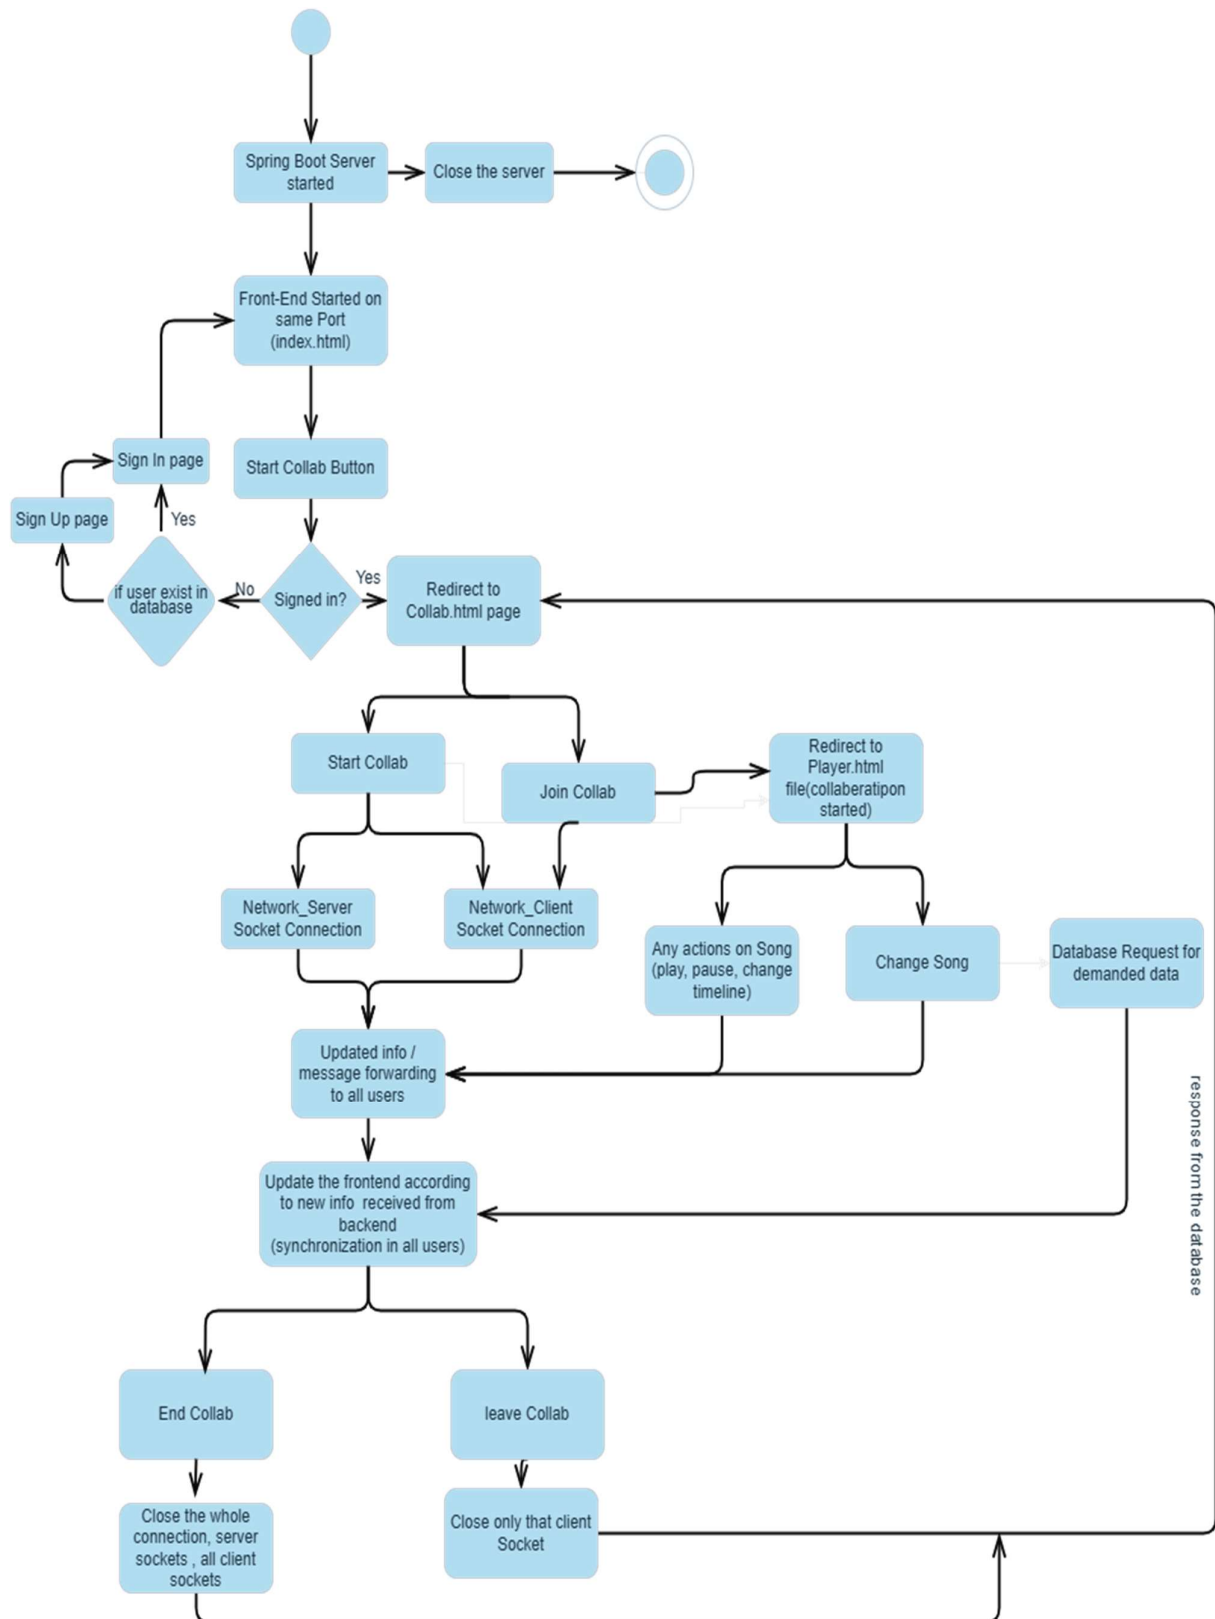 Spring Boot Server
started
Close the server
Front-End Started on
same Port
(index.html)
Sign In page
Start Collab Button
Sign Up page
Yes
if user exist in
database
No
Signed in?
Yes
Redirect to
Collab.html page
Start Collab
Join Collab
Redirect to
Player.html
file(collaberatipon
started)
Network_Server
Socket Connection
Network_Client
Socket Connection
Any actions on Song
(play, pause, change
timeline)
Change Song
Database Request for
demanded data
Updated info /
message forwarding
to all users
response from the database
Update the frontend according
to new info received from
backend
(synchronization in all users)
End Collab
leave Collab
Close the whole
connection, server
sockets , all client
sockets
Close only that client
Socket